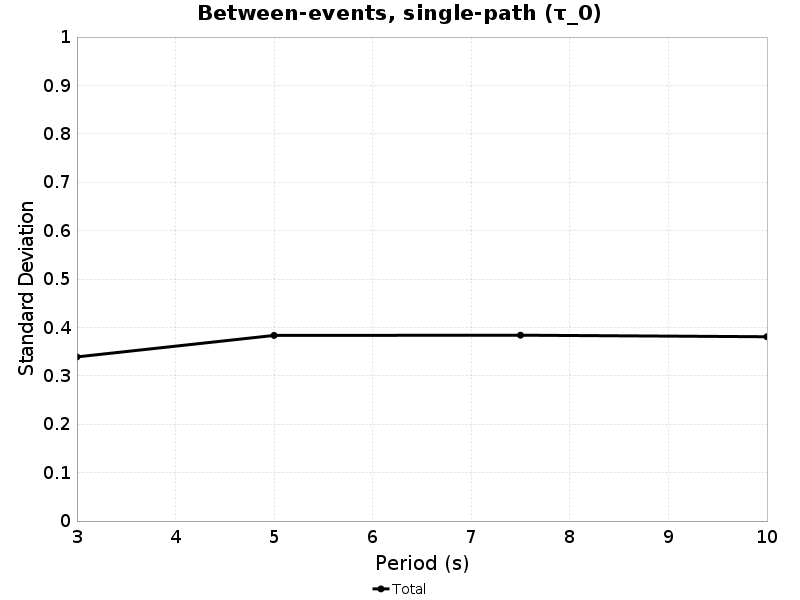 Between-events, single-path (τ_0)
1
0.9
0.8
0.7
0.6
0.5
0.4
0.3
0.2
0.1
0
Standard Deviation
3 4 5 6 7 8 9 10
Period (s)
Total